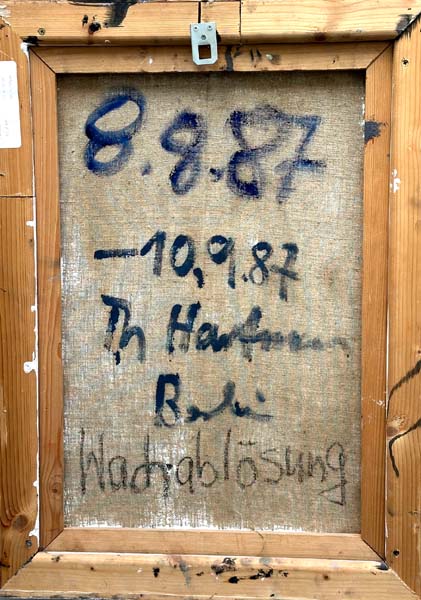 8.8.87
-10,9.87
Th Hartmann
Berlin
Wachablösung